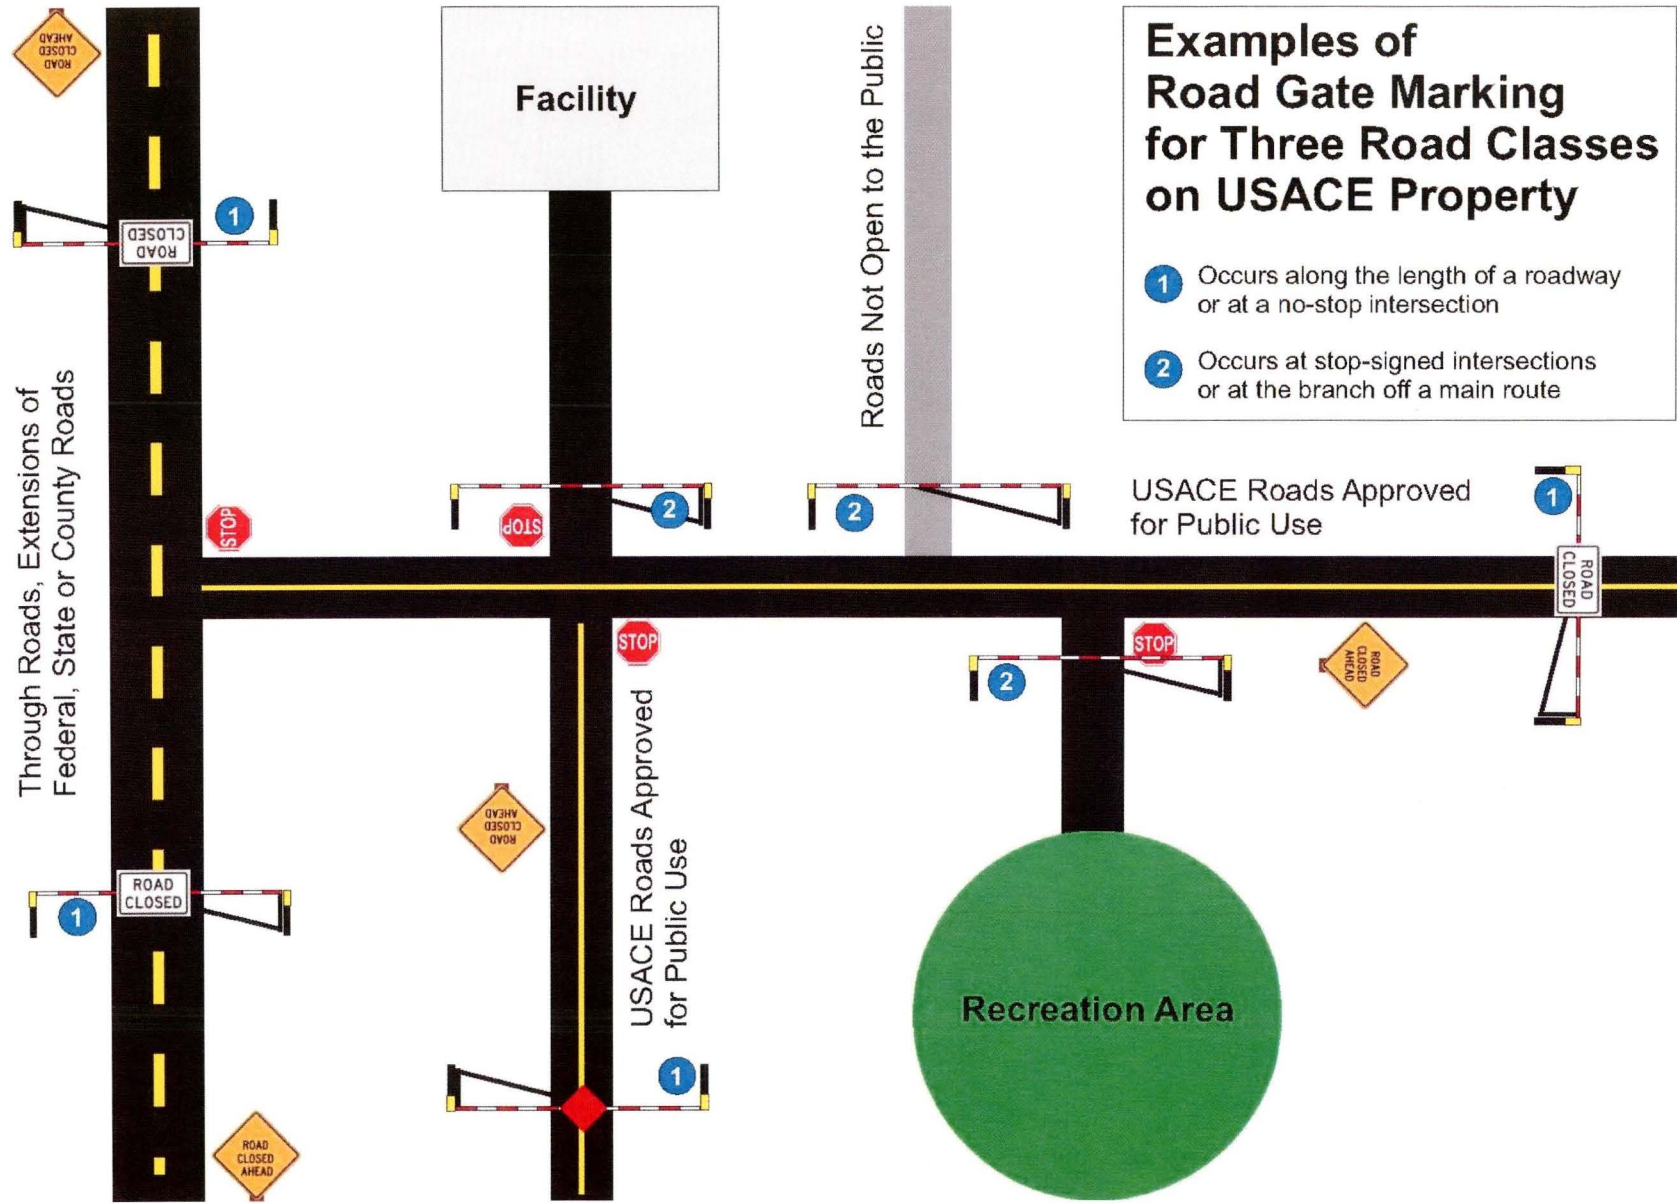 Examples of
Road Gate Marking
for Three Road Classes
on USACE Property
1 Occurs along the length of a roadway
or at a no-stop intersection
2 Occurs at stop-signed intersections
or at the branch off a main route
ROAD
CLOSED
AHEAD
Facility
Roads Not Open to the Public
1
ROAD
CLOSED
Through Roads, Extensions of
Federal, State or County Roads
STOP
STOP
2
2
USACE Roads Approved
for Public Use
1
ROAD
CLOSED
STOP
STOP
2
ROAD
CLOSED
AHEAD
USACE Roads Approved
for Public Use
ROAD
CLOSED
AHEAD
ROAD
CLOSED
1
Recreation Area
1
ROAD
CLOSED
AHEAD